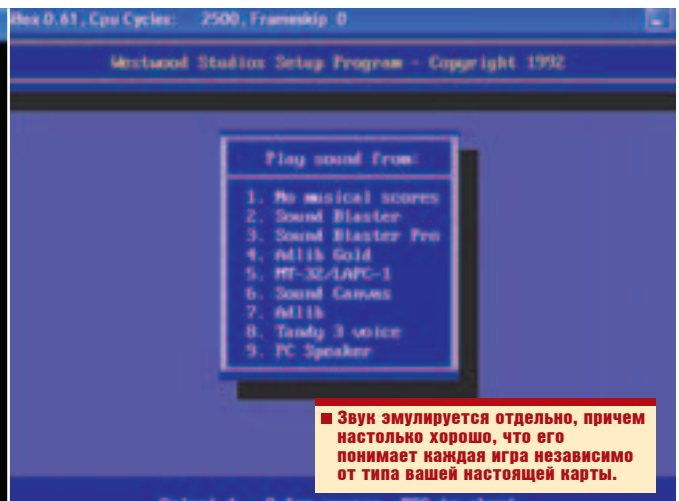 Box 0.61, Cpu Cycles: 2500, Frameskip 0
Westwood Studios Setup Program - Copyright 1992
Play sound from:
1. No musical scores
2. Sound Blaster
3. Sound Blaster Pro
4. Adlib Gold
5. MT-32/LAPC-1
6. Sound Canvas
7. Adlib
8. Tandy 3 voice
9. PC Speaker
Звук эмулируется отдельно, причем
настолько хорошо, что его
понимает каждая игра независимо
от типа вашей настоящей карты.